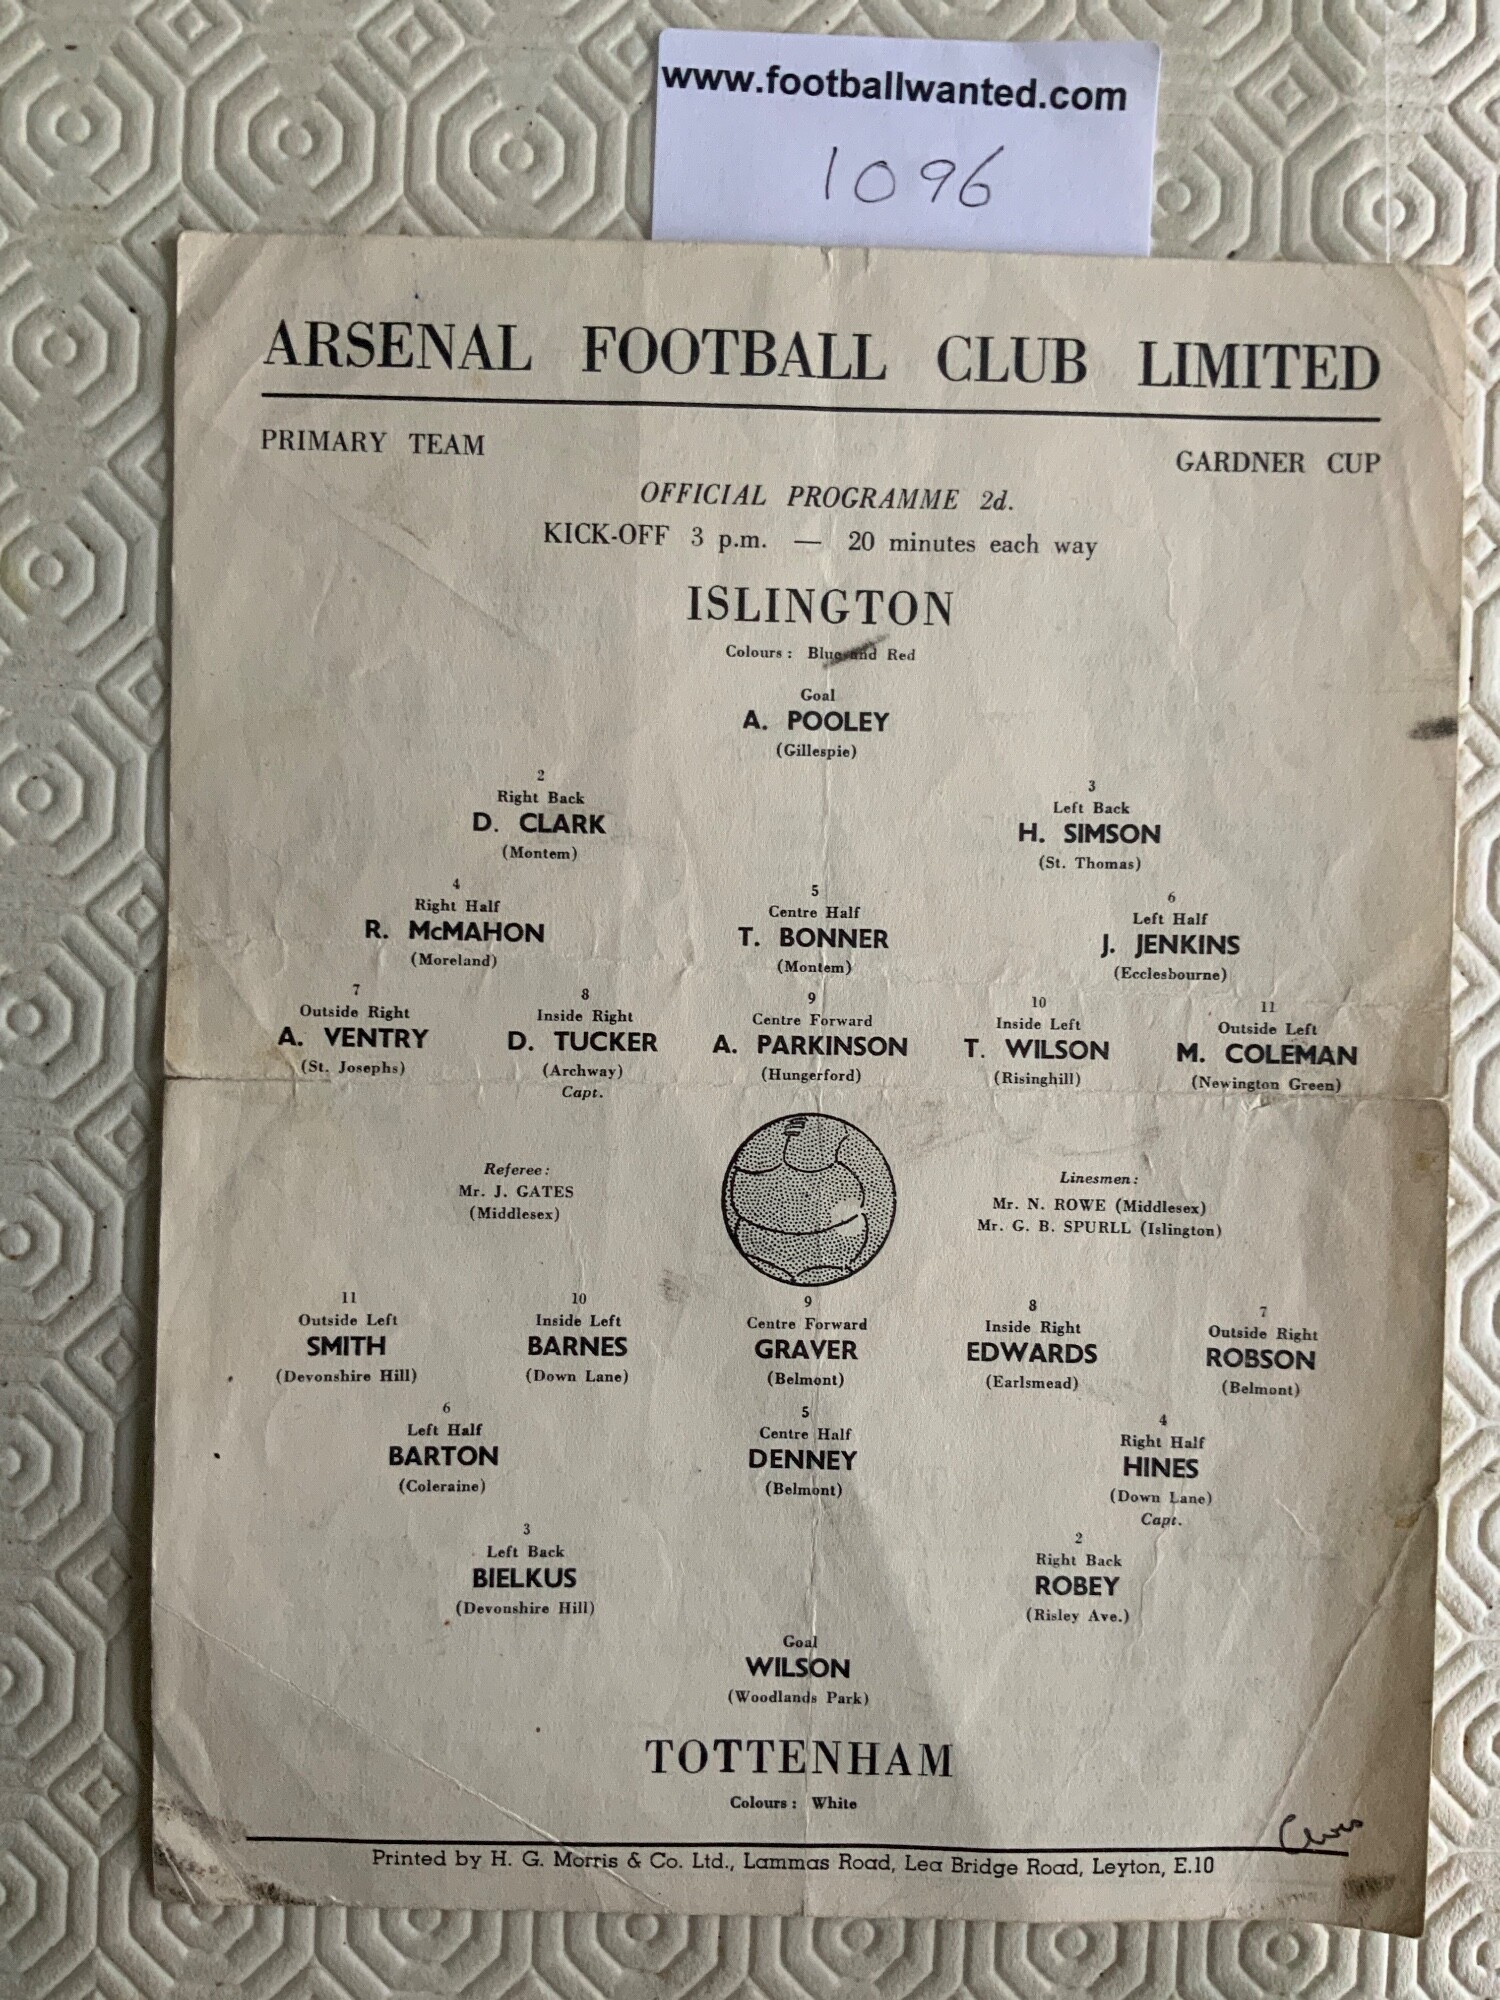 www.footballwanted.com
1096
ARSENAL FOOTBALL CLUB LIMITED
PRIMARY TEAM
GARDNER CUP
OFFICIAL PROGRAMME 2d.
KICK-OFF 3 p.m. — 20 minutes each way
ISLINGTON
Colours : Blue and Red
Goal
A. POOLEY
(Gillespie)
2
Right Back
D. CLARK
(Montem)
3
Left Back
H. SIMSON
(St. Thomas)
4
Right Half
R. McMAHON
(Moreland)
5
Centre Half
T. BONNER
(Montem)
6
Left Half
J. JENKINS
(Ecclesbourne)
7
Outside Right
A. VENTRY
(St. Josephs)
8
Inside Right
D. TUCKER
(Archway)
Capt.
9
Centre Forward
A. PARKINSON
(Hungerford)
10
Inside Left
T. WILSON
(Risinghill)
11
Outside Left
M. COLEMAN
(Newington Green)
Referee :
Mr. J. GATES
(Middlesex)
Linesmen :
Mr. N. ROWE (Middlesex)
Mr. G. B. SPURLL (Islington)
11
Outside Left
SMITH
(Devonshire Hill)
10
Inside Left
BARNES
(Down Lane)
9
Centre Forward
GRAVER
(Belmont)
8
Inside Right
EDWARDS
(Earlsmead)
7
Outside Right
ROBSON
(Belmont)
6
Left Half
BARTON
(Coleraine)
5
Centre Half
DENNEY
(Belmont)
4
Right Half
HINES
(Down Lane)
Capt.
3
Left Back
BIELKUS
(Devonshire Hill)
2
Right Back
ROBEY
(Risley Ave.)
Goal
WILSON
(Woodlands Park)
TOTTENHAM
Colours : White
Printed by H. G. Morris & Co. Ltd., Lammas Road, Lea Bridge Road, Leyton, E.10